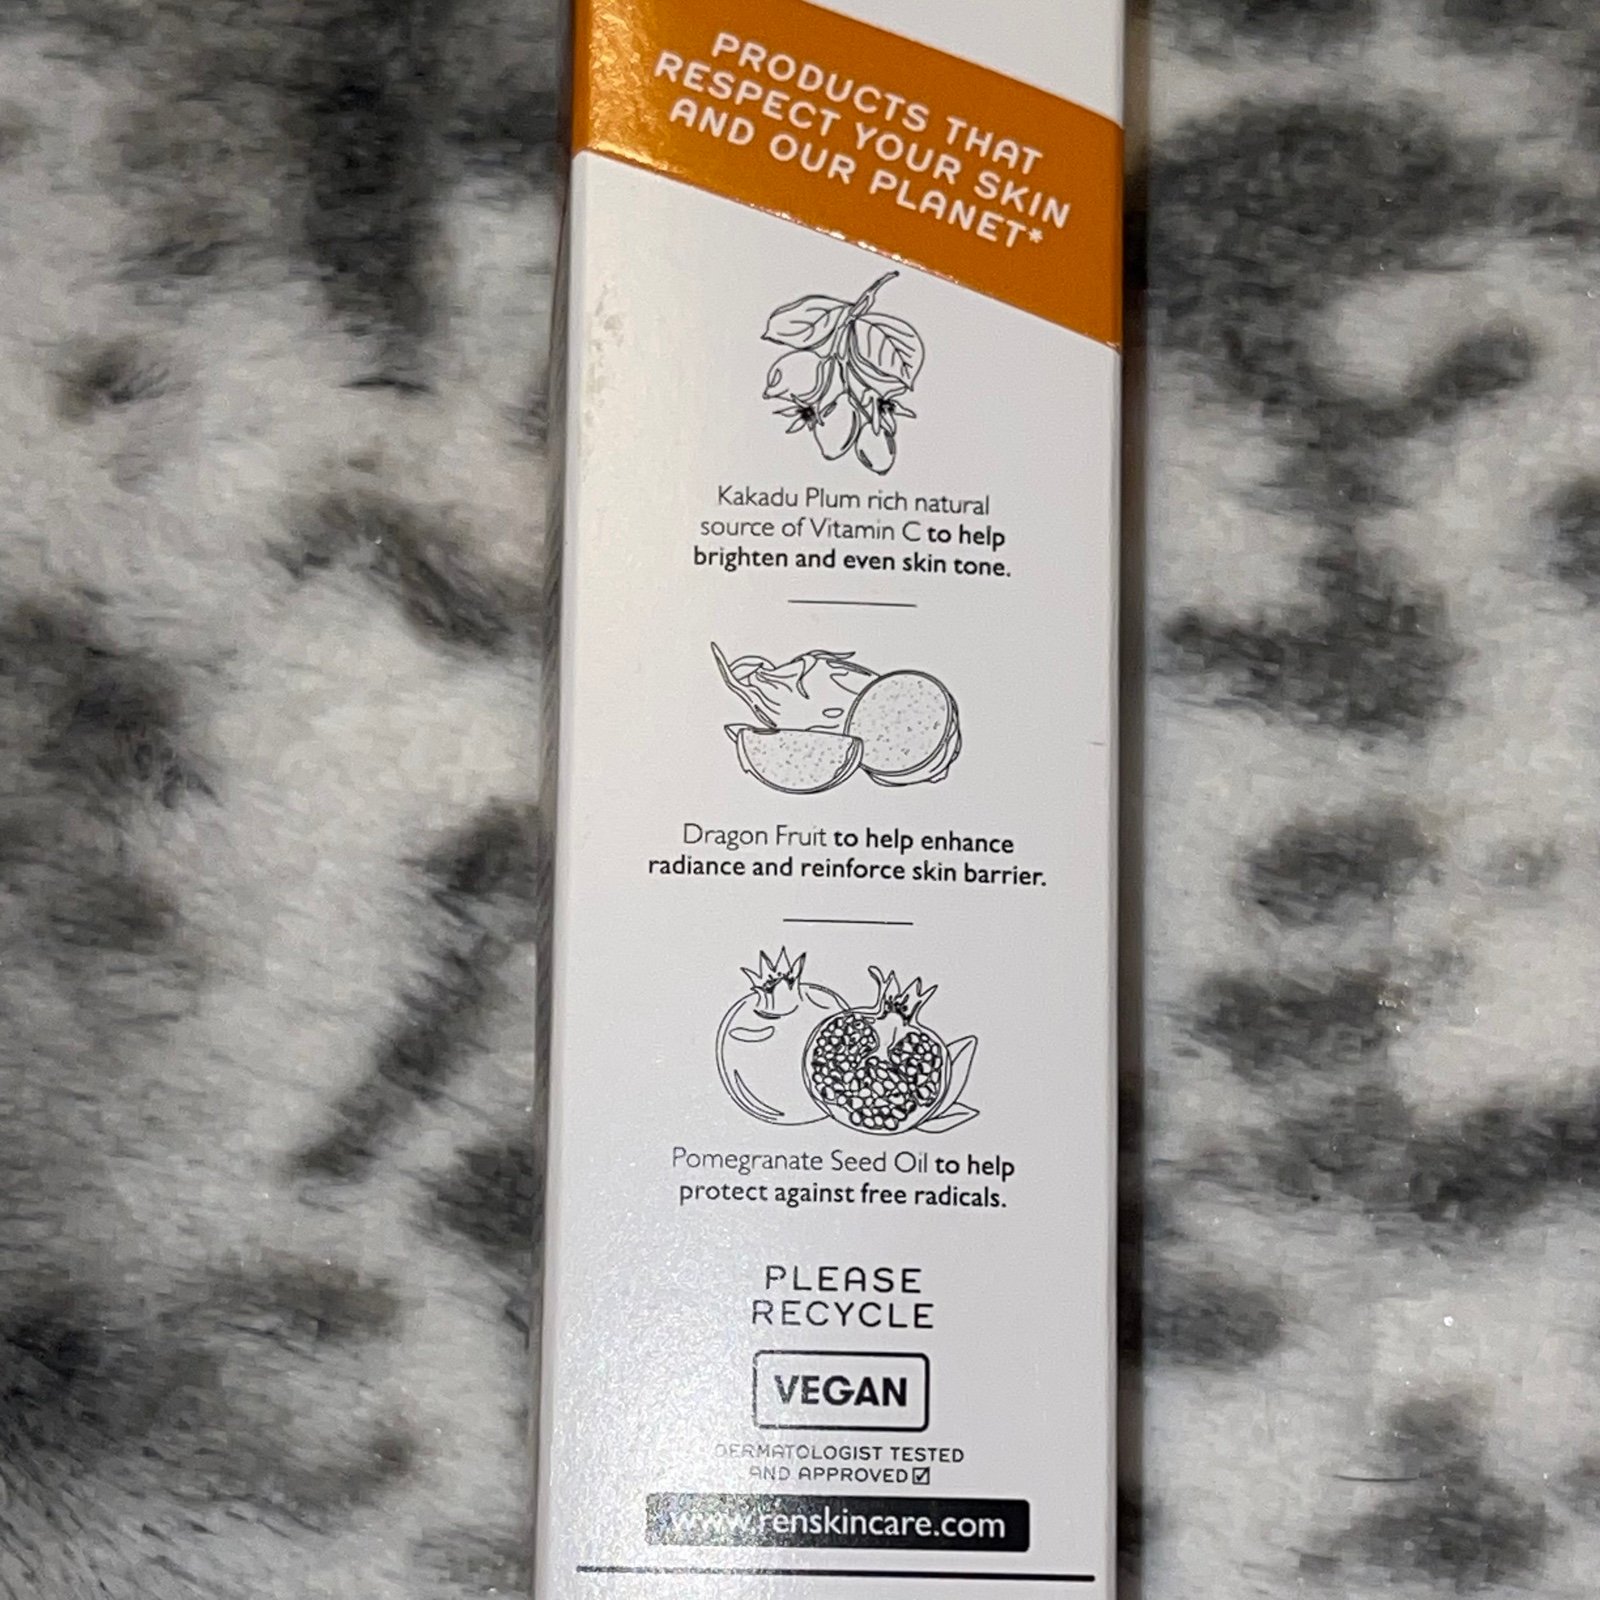 PRODUCTS THAT
RESPECT YOUR SKIN
AND OUR PLANET*
Kakadu Plum rich natural
source of Vitamin C to help
brighten and even skin tone.
Dragon Fruit to help enhance
radiance and reinforce skin barrier.
Pomegranate Seed Oil to help
protect against free radicals.
PLEASE
RECYCLE
VEGAN
DERMATOLOGIST TESTED
AND APPROVED☑
www.renskincare.com